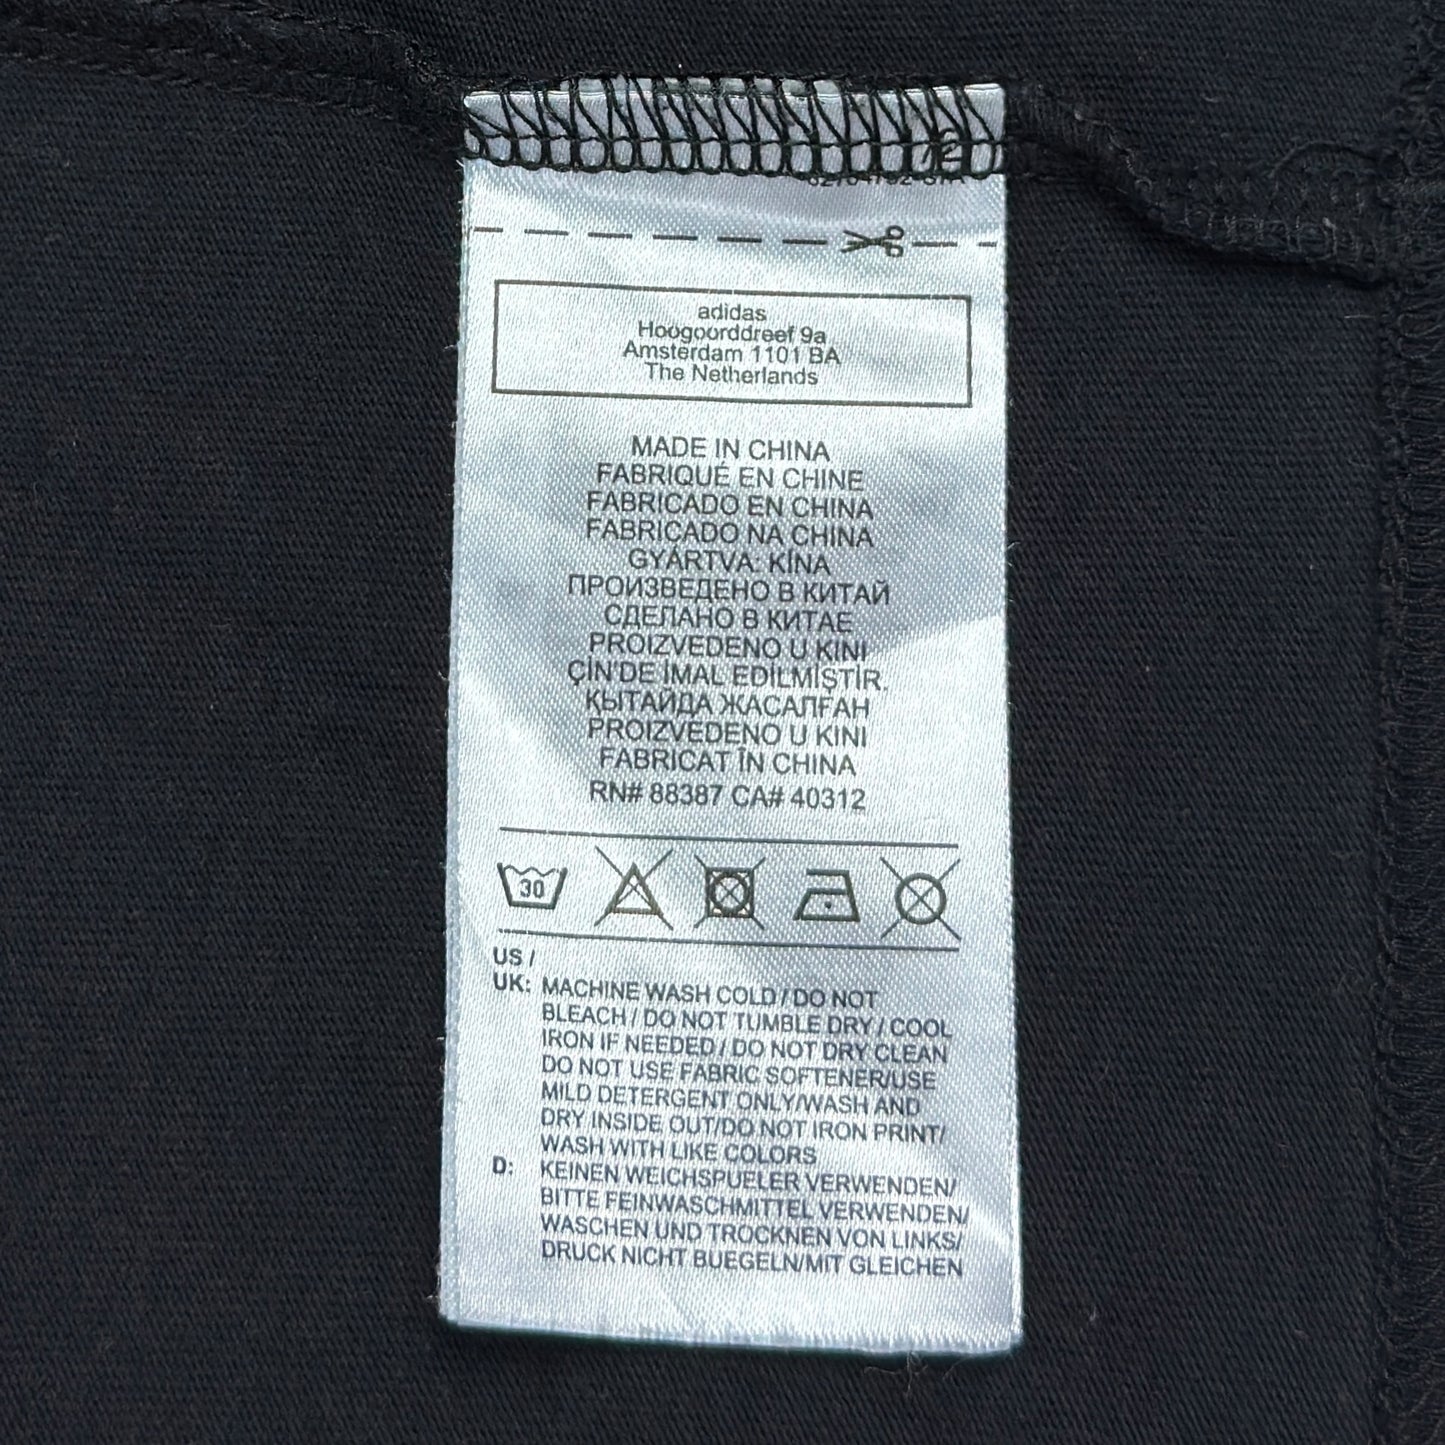 adidas
Hoogoorddreef 9a
Amsterdam 1101 BA
The Netherlands
MADE IN CHINA
FABRIQUÉ EN CHINE
FABRICADO EN CHINA
FABRICADO NA CHINA
GYÁRTVA: KÍNA
ПРОИЗВЕДЕНО В КИТАЙ
СДЕЛАНО В КИТАЕ
PROIZVEDENO U KINI
ÇİN'DE İMAL EDİLMİŞTİR.
ҚЫТАЙДА ЖАСАЛҒАН
PROIZVEDENO U KINI
FABRICAT ÎN CHINA
RN# 88387 CA# 40312
30
US /
UK: MACHINE WASH COLD / DO NOT
BLEACH / DO NOT TUMBLE DRY / COOL
IRON IF NEEDED / DO NOT DRY CLEAN
DO NOT USE FABRIC SOFTENER/USE
MILD DETERGENT ONLY/WASH AND
DRY INSIDE OUT/DO NOT IRON PRINT/
WASH WITH LIKE COLORS
D: KEINEN WEICHSPUELER VERWENDEN/
BITTE FEINWASCHMITTEL VERWENDEN/
WASCHEN UND TROCKNEN VON LINKS/
DRUCK NICHT BUEGELN/MIT GLEICHEN